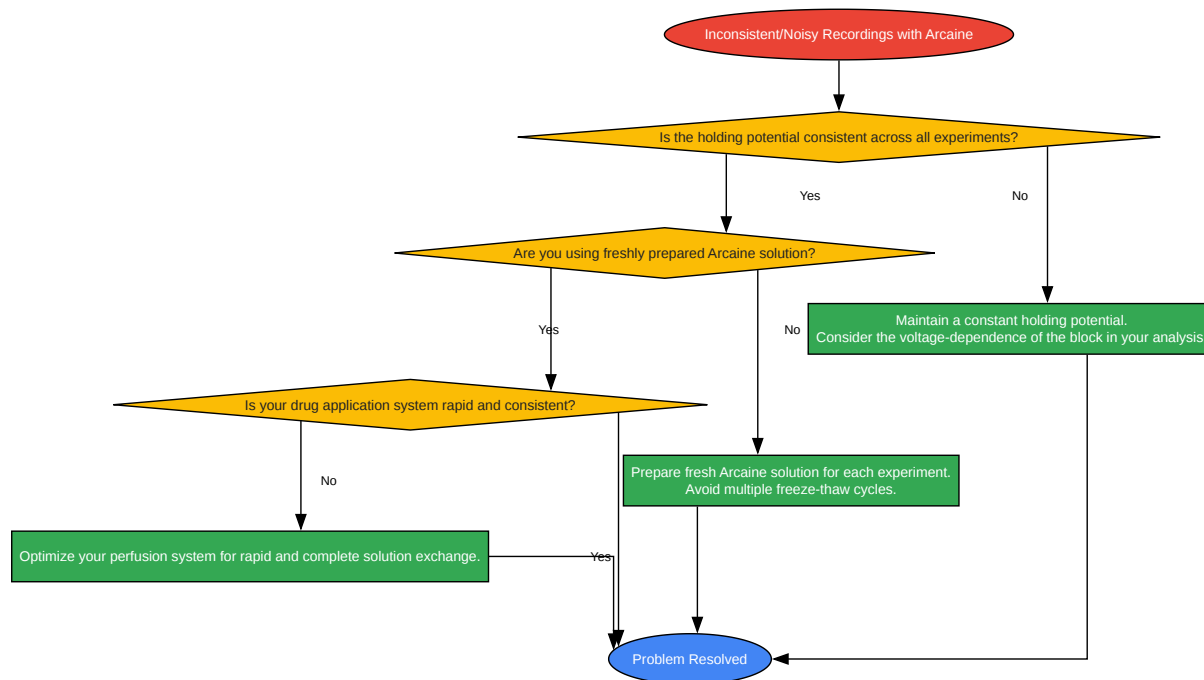 Inconsistent/Noisy Recordings with Arcaine
Is the holding potential consistent across all experiments?
Yes
No
Are you using freshly prepared Arcaine solution?
Yes
No
Maintain a constant holding potential.
Consider the voltage-dependence of the block in your analysis
Is your drug application system rapid and consistent?
No
Prepare fresh Arcaine solution for each experiment.
Avoid multiple freeze-thaw cycles.
Optimize your perfusion system for rapid and complete solution exchange.
Yes
Problem Resolved